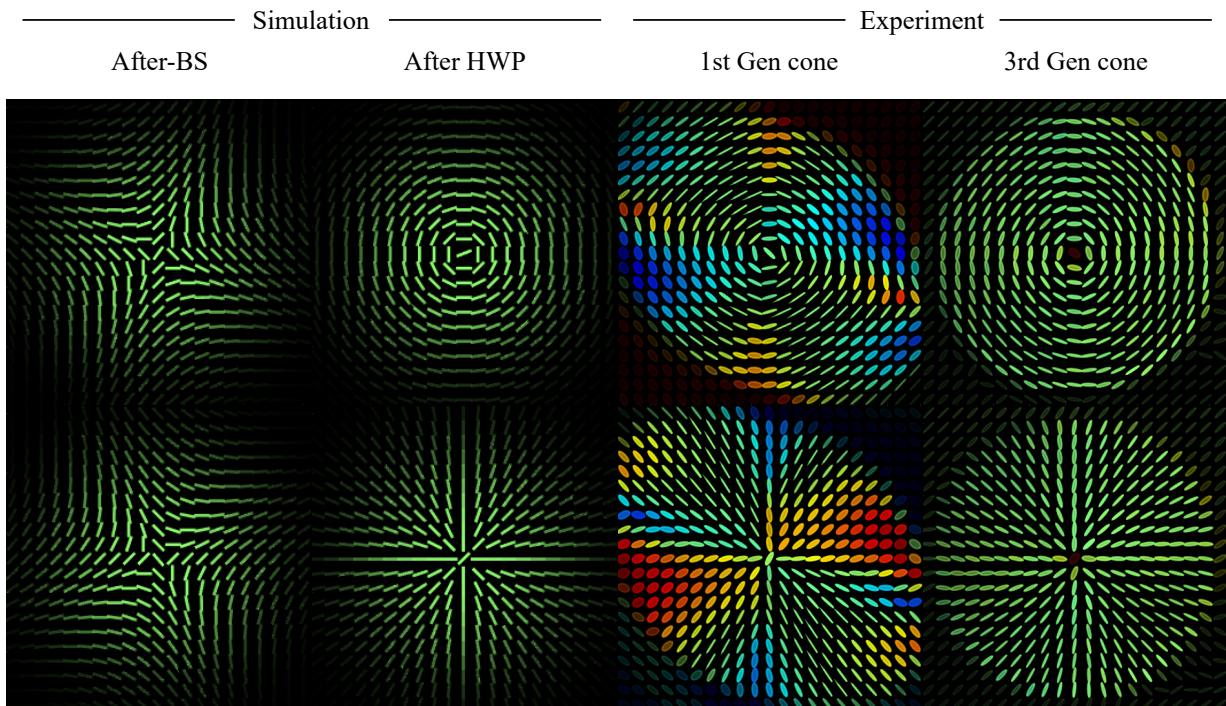 Simulation Experiment
After-BS After HWP 1st Gen cone 3rd Gen cone